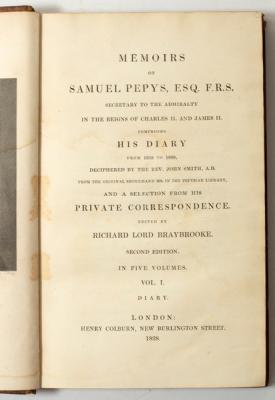 MEMOIRS
OF
SAMUEL PEPYS, ESQ. F.R.S.
SECRETARY TO THE ADMIRALTY
IN THE REIGNS OF CHARLES II. AND JAMES II.
COMPRISING
HIS DIARY
FROM 1659 TO 1669,
DECIPHERED BY THE REV. JOHN SMITH, A.B.
FROM THE ORIGINAL SHORTHAND MS. IN THE PEPYSIAN LIBRARY,
AND A SELECTION FROM HIS
PRIVATE CORRESPONDENCE.
EDITED BY
RICHARD LORD BRAYBROOKE.
SECOND EDITION.
IN FIVE VOLUMES.
VOL. I.
DIARY.
LONDON:
HENRY COLBURN, NEW BURLINGTON STREET.
1828.